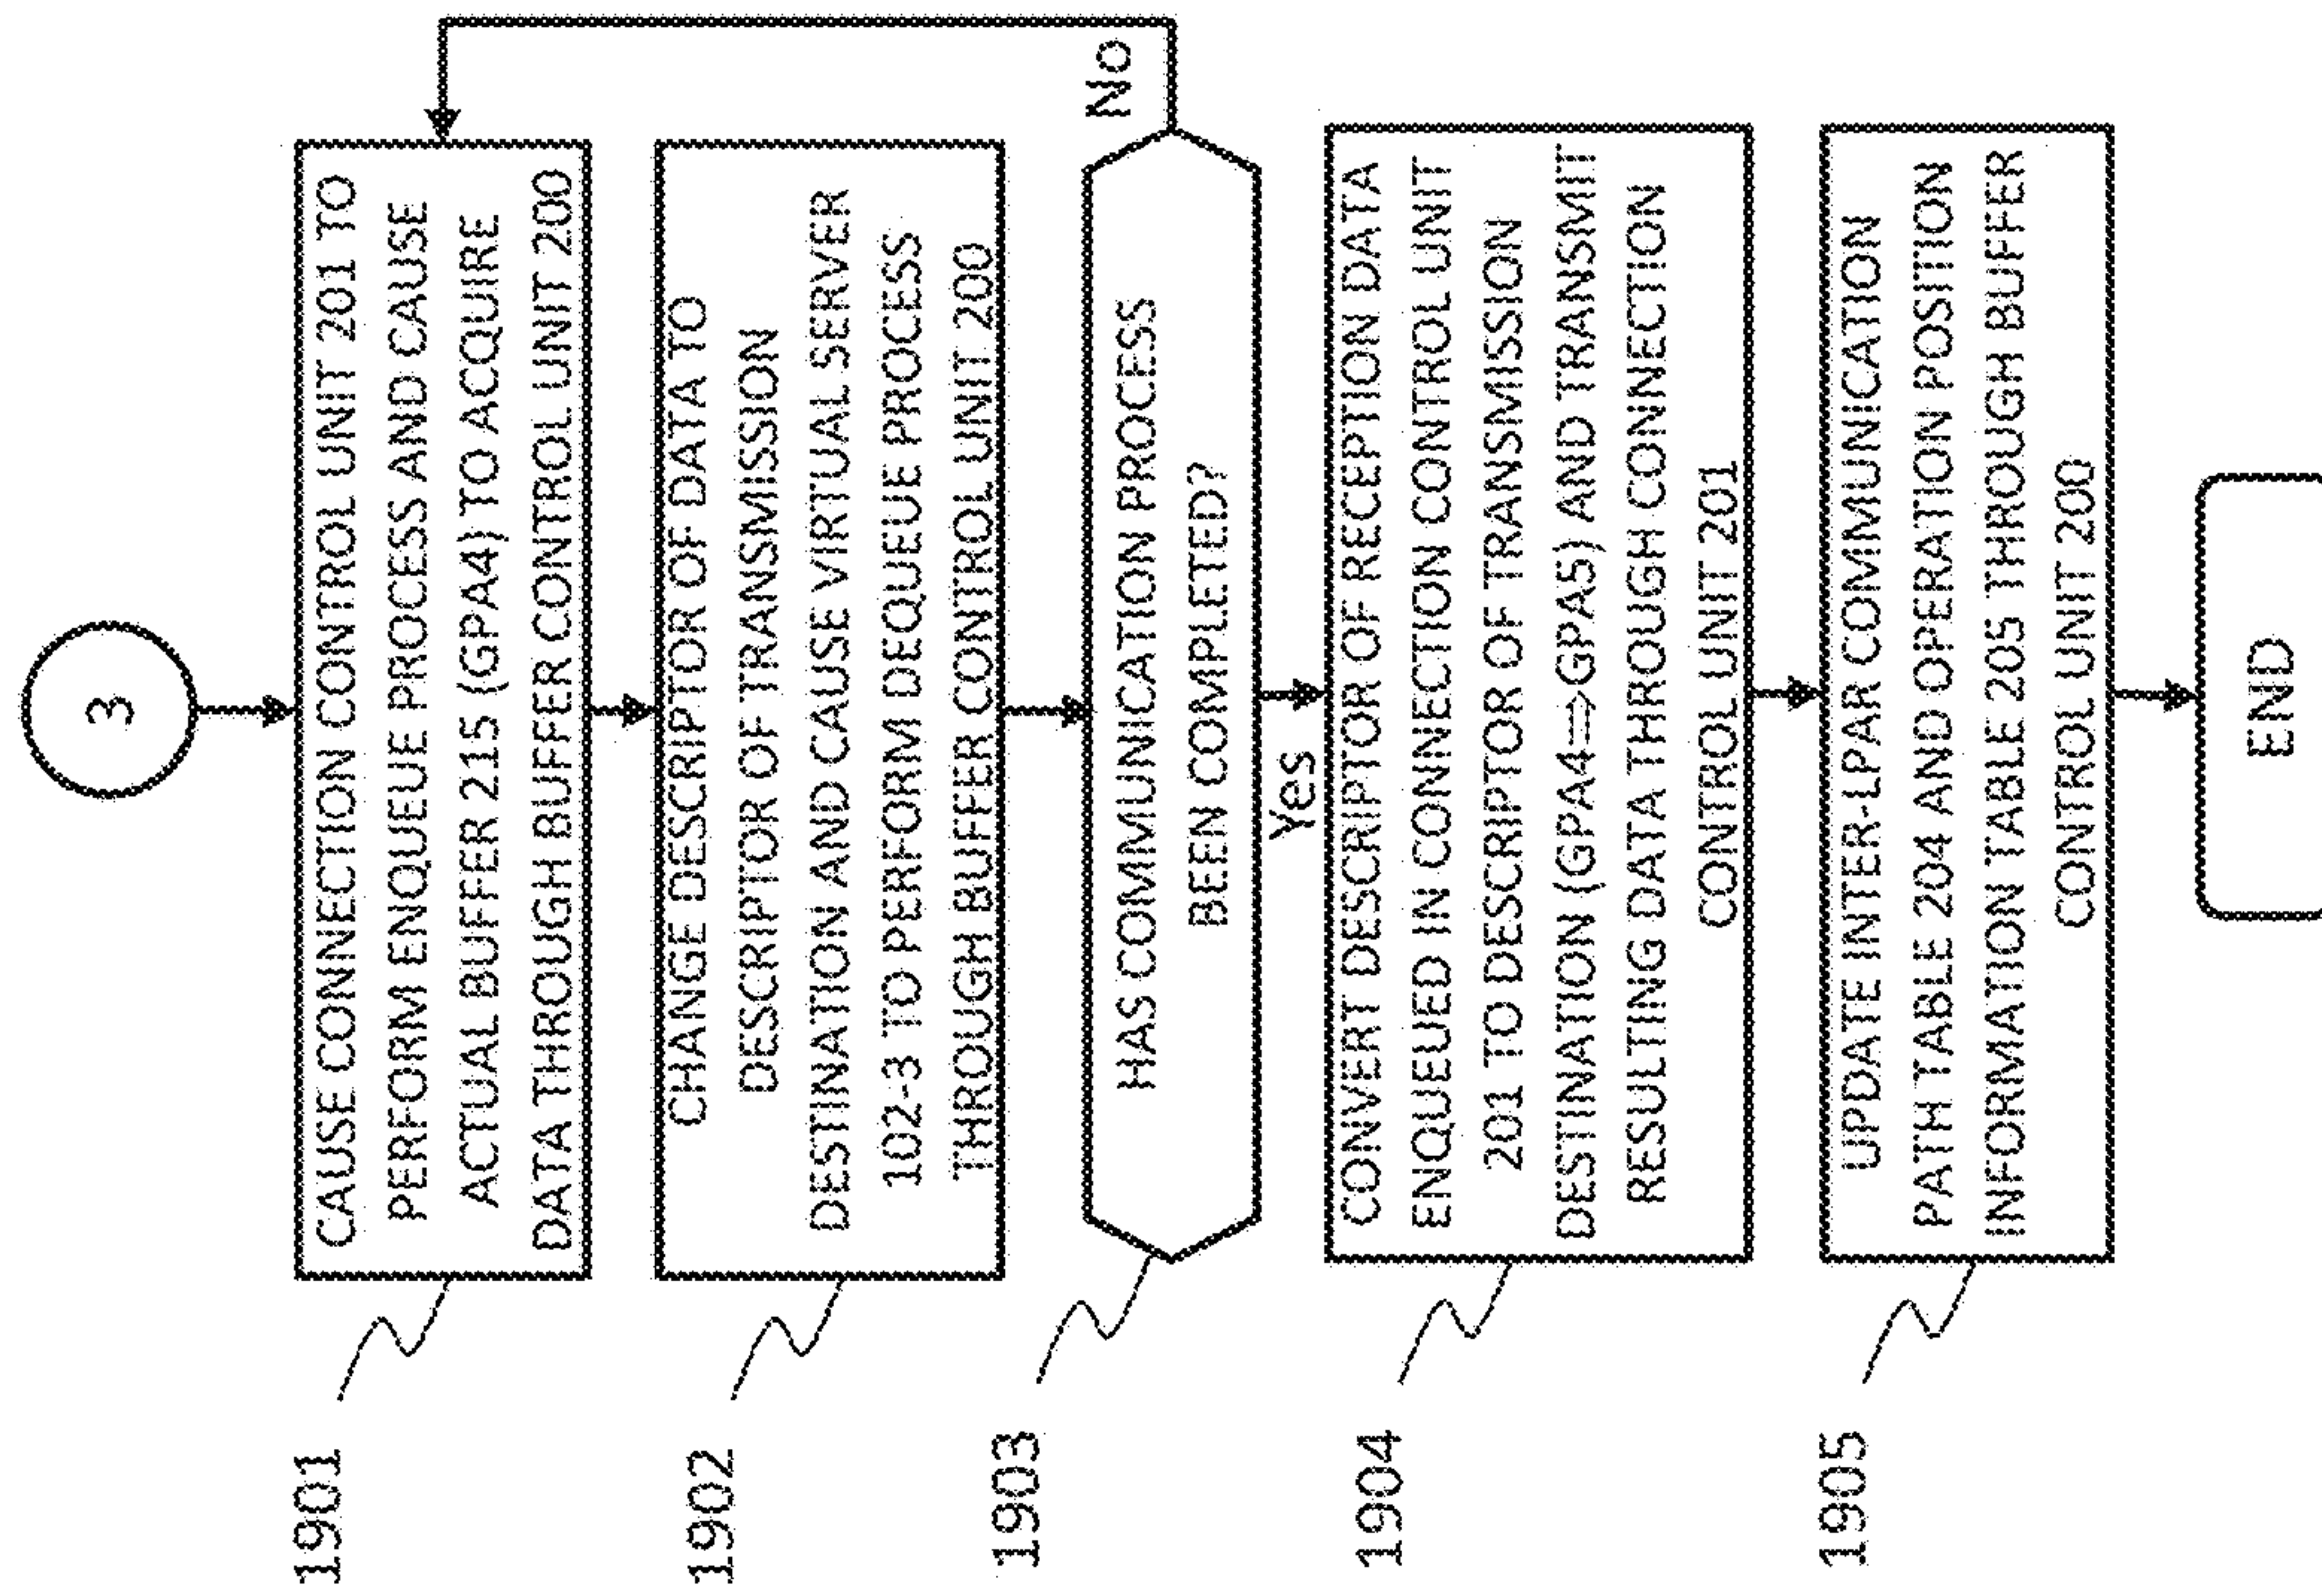 3
1901
CAUSE CONNECTION CONTROL UNIT 201 TO
PERFORM ENQUEUE PROCESS AND CAUSE
ACTUAL BUFFER 215 (GPA4) TO ACQUIRE
DATA THROUGH BUFFER CONTROL UNIT 200
1902
CHANGE DESCRIPTOR OF DATA TO
DESCRIPTOR OF TRANSMISSION
DESTINATION AND CAUSE VIRTUAL SERVER
102-3 TO PERFORM DEQUEUE PROCESS
THROUGH BUFFER CONTROL UNIT 200
1903
HAS COMMUNICATION PROCESS
BEEN COMPLETED?
No
Yes
1904
CONVERT DESCRIPTOR OF RECEPTION DATA
ENQUEUED IN CONNECTION CONTROL UNIT
201 TO DESCRIPTOR OF TRANSMISSION
DESTINATION (GPA4⇒GPA5) AND TRANSMIT
RESULTING DATA THROUGH CONNECTION
CONTROL UNIT 201
1905
UPDATE INTER-LPAR COMMUNICATION
PATH TABLE 204 AND OPERATION POSITION
INFORMATION TABLE 205 THROUGH BUFFER
CONTROL UNIT 200
END